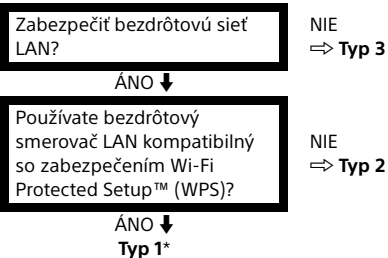 Zabezpečiť bezdrôtovú sieť
LAN?
NIE
⇨ Typ 3
ÁNO ⬇
Používate bezdrôtový
smerovač LAN kompatibilný
so zabezpečením Wi-Fi
Protected Setup™ (WPS)?
NIE
⇨ Typ 2
ÁNO ⬇
Typ 1*